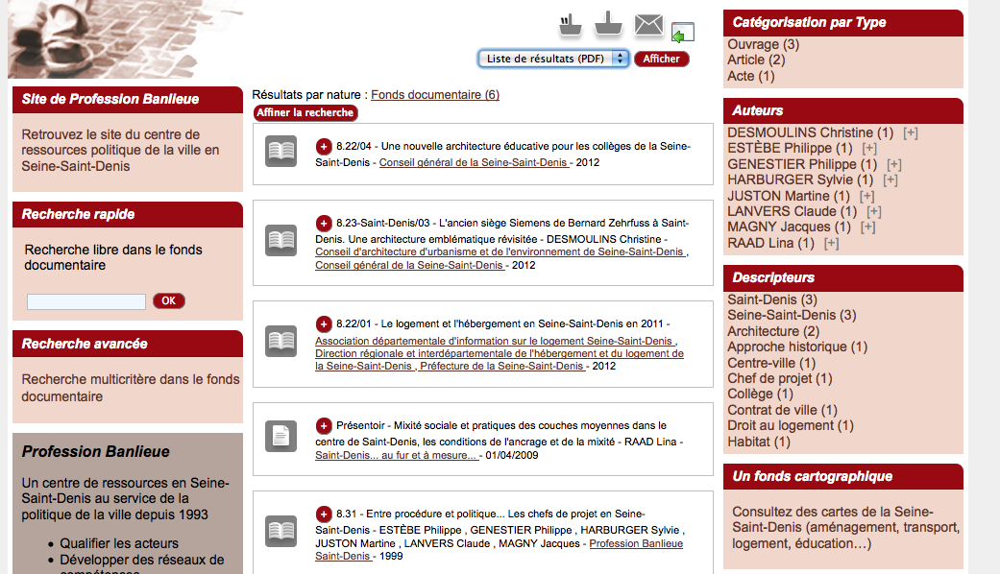 Site de Profession Banlieue
Retrouvez le site du centre de
ressources politique de la ville en
Seine-Saint-Denis
Recherche rapide
Recherche libre dans le fonds
documentaire
OK
Recherche avancée
Recherche multicritère dans le fonds
documentaire
Profession Banlieue
Un centre de ressources en Seine-
Saint-Denis au service de la
politique de la ville depuis 1993
• Qualifier les acteurs
• Développer des réseaux de
compétences
Liste de résultats (PDF)
Afficher
Résultats par nature : Fonds documentaire (6)
Affiner la recherche
8.22/04 - Une nouvelle architecture éducative pour les collèges de la Seine-
Saint-Denis - Conseil général de la Seine-Saint-Denis - 2012
8.23-Saint-Denis/03 - L'ancien siège Siemens de Bernard Zehrfuss à Saint-
Denis. Une architecture emblématique révisitée - DESMOULINS Christine -
Conseil d'architecture d'urbanisme et de l'environnement de Seine-Saint-Denis ,
Conseil général de la Seine-Saint-Denis - 2012
8.22/01 - Le logement et l'hébergement en Seine-Saint-Denis en 2011 -
Association départementale d'information sur le logement Seine-Saint-Denis ,
Direction régionale et interdépartementale de l'hébergement et du logement de
la Seine-Saint-Denis , Préfecture de la Seine-Saint-Denis - 2012
Présentoir - Mixité sociale et pratiques des couches moyennes dans le
centre de Saint-Denis, les conditions de l'ancrage et de la mixité - RAAD Lina -
Saint-Denis... au fur et à mesure... - 01/04/2009
8.31 - Entre procédure et politique... Les chefs de projet en Seine-
Saint-Denis - ESTÈBE Philippe , GENESTIER Philippe , HARBURGER Sylvie ,
JUSTON Martine , LANVERS Claude , MAGNY Jacques - Profession Banlieue
Saint-Denis - 1999
Catégorisation par Type
Ouvrage (3)
Article (2)
Acte (1)
Auteurs
DESMOULINS Christine (1) [+]
ESTÈBE Philippe (1) [+]
GENESTIER Philippe (1) [+]
HARBURGER Sylvie (1) [+]
JUSTON Martine (1) [+]
LANVERS Claude (1) [+]
MAGNY Jacques (1) [+]
RAAD Lina (1) [+]
Descripteurs
Saint-Denis (3)
Seine-Saint-Denis (3)
Architecture (2)
Approche historique (1)
Centre-ville (1)
Chef de projet (1)
Collège (1)
Contrat de ville (1)
Droit au logement (1)
Habitat (1)
Un fonds cartographique
Consultez des cartes de la Seine-
Saint-Denis (aménagement, transport,
logement, éducation…)